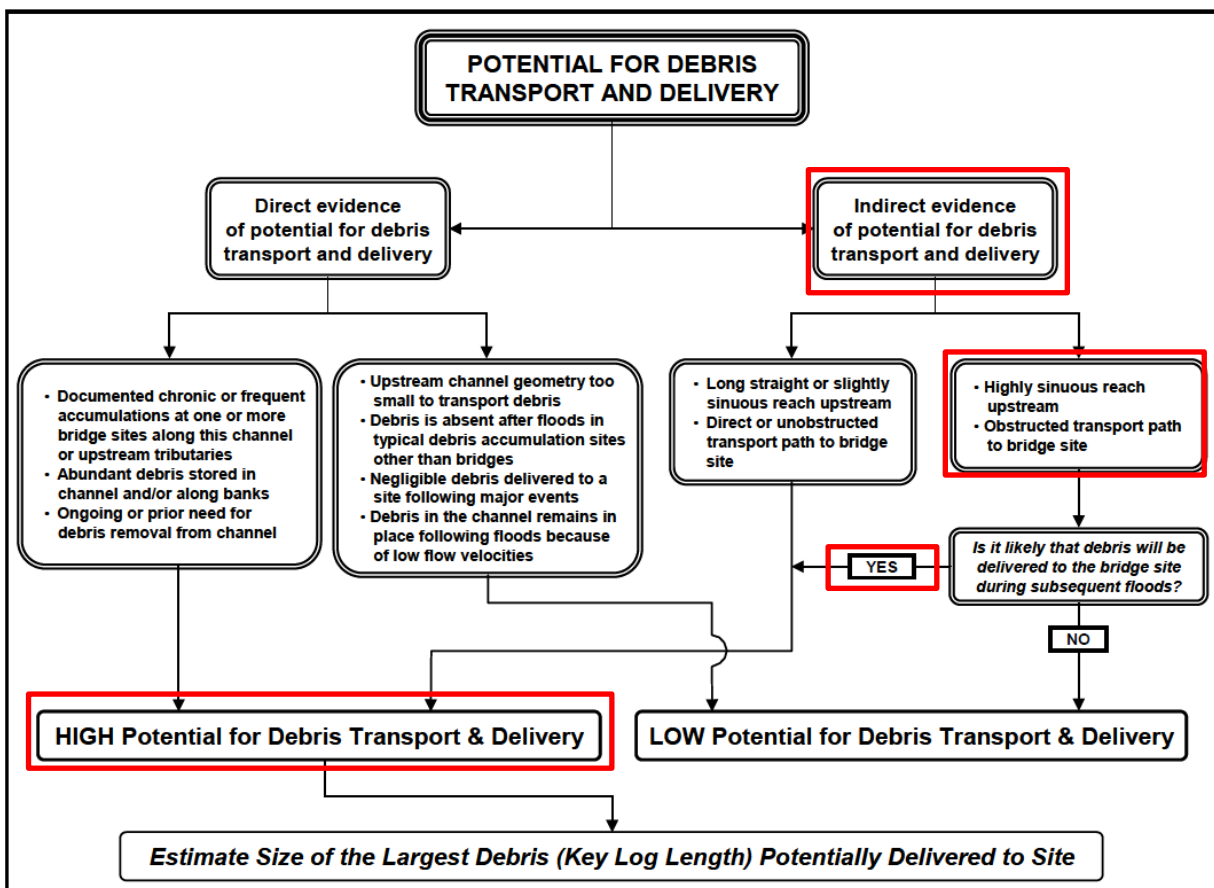 POTENTIAL FOR DEBRIS
TRANSPORT AND DELIVERY
Direct evidence
of potential for debris
transport and delivery
Indirect evidence
of potential for debris
transport and delivery
• Documented chronic or frequent
accumulations at one or more
bridge sites along this channel
or upstream tributaries
• Abundant debris stored in
channel and/or along banks
• Ongoing or prior need for
debris removal from channel
• Upstream channel geometry too
small to transport debris
• Debris is absent after floods in
typical debris accumulation sites
other than bridges
• Negligible debris delivered to a
site following major events
• Debris in the channel remains in
place following floods because
of low flow velocities
• Long straight or slightly
sinuous reach upstream
• Direct or unobstructed
transport path to bridge
site
• Highly sinuous reach
upstream
• Obstructed transport path
to bridge site
YES
Is it likely that debris will be
delivered to the bridge site
during subsequent floods?
NO
HIGH Potential for Debris Transport & Delivery
LOW Potential for Debris Transport & Delivery
Estimate Size of the Largest Debris (Key Log Length) Potentially Delivered to Site